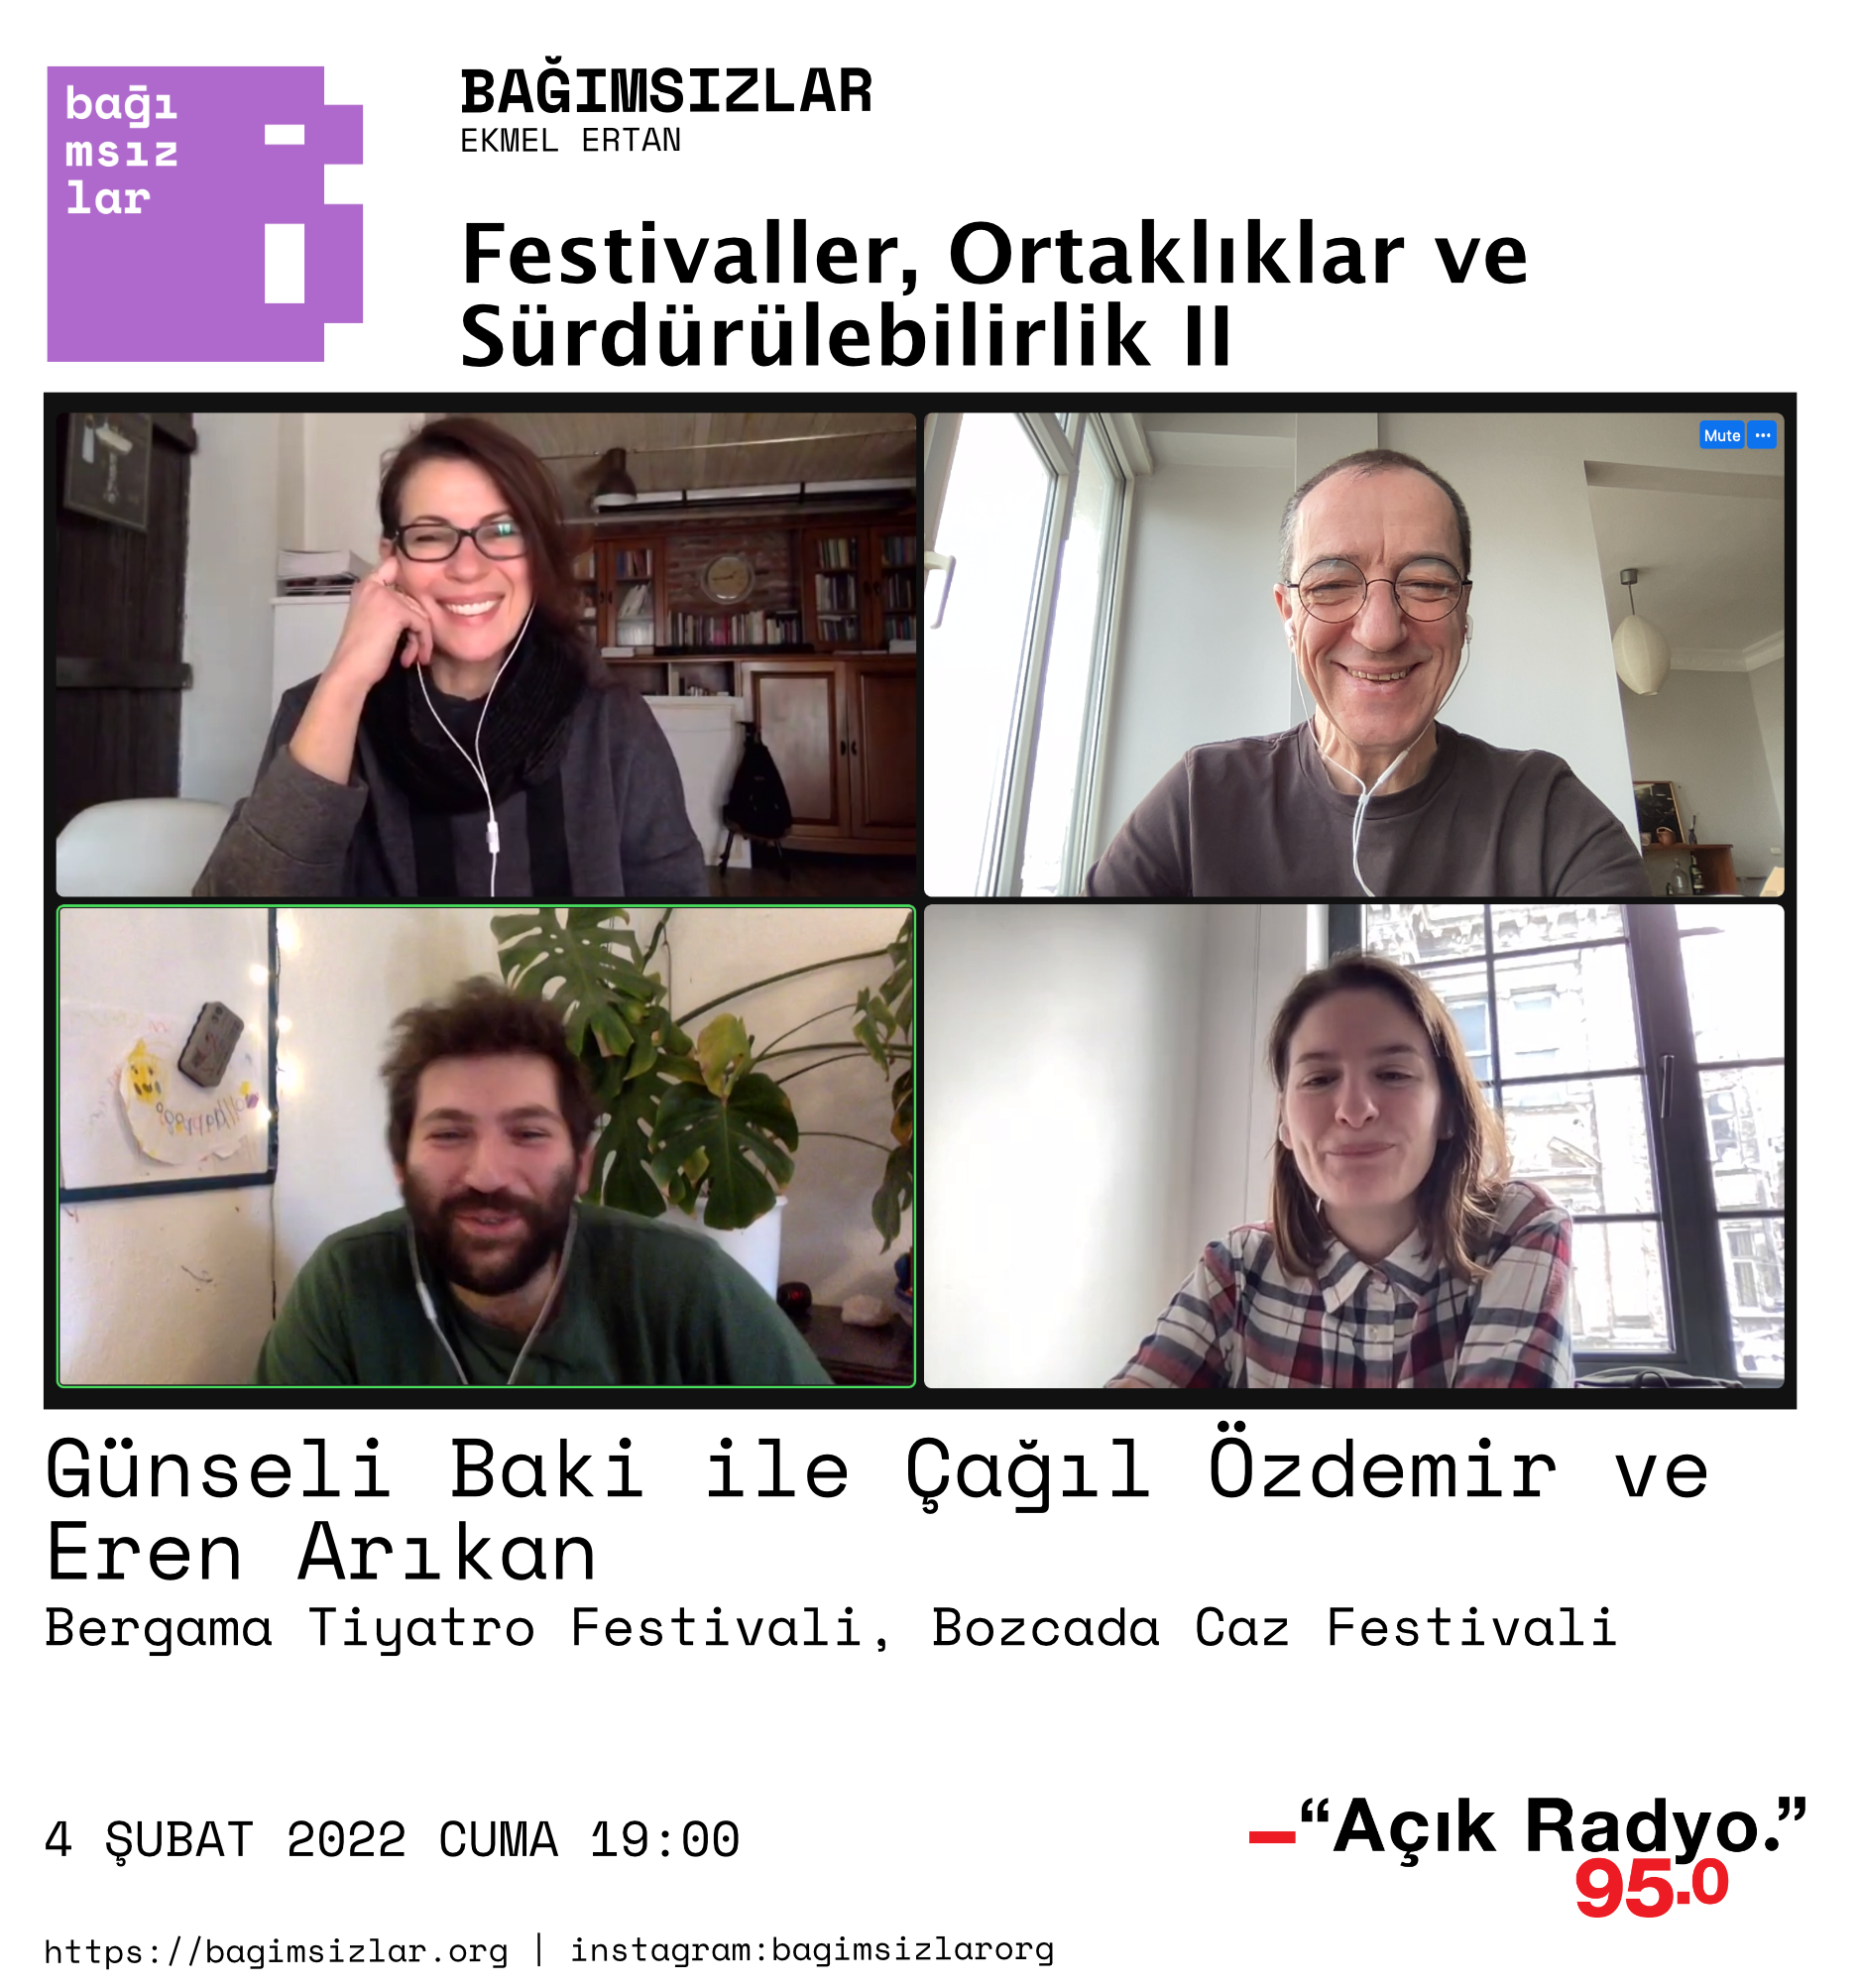 bağı
msız
lar
BAĞIMSIZLAR
EKMEL ERTAN
Festivaller, Ortaklıklar ve
Sürdürülebilirlik II
Mute
Günseli Baki ile Çağıl Özdemir ve
Eren Arıkan
Bergama Tiyatro Festivali, Bozcada Caz Festivali
4 ŞUBAT 2022 CUMA 19:00
“Açık Radyo.”
95.0
https://bagimsizlar.org | instagram:bagimsizlarorg